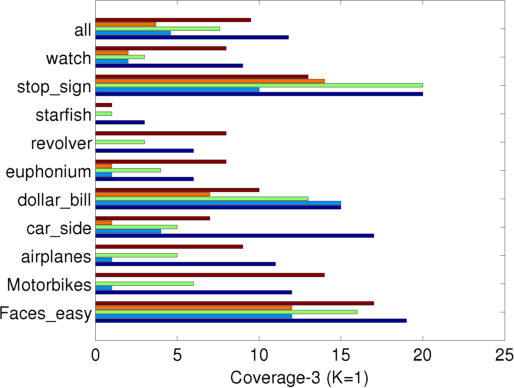 all
watch
stop_sign
starfish
revolver
euphonium
dollar_bill
car_side
airplanes
Motorbikes
Faces_easy
0 5 10 15 20 25
Coverage-3 (K=1)